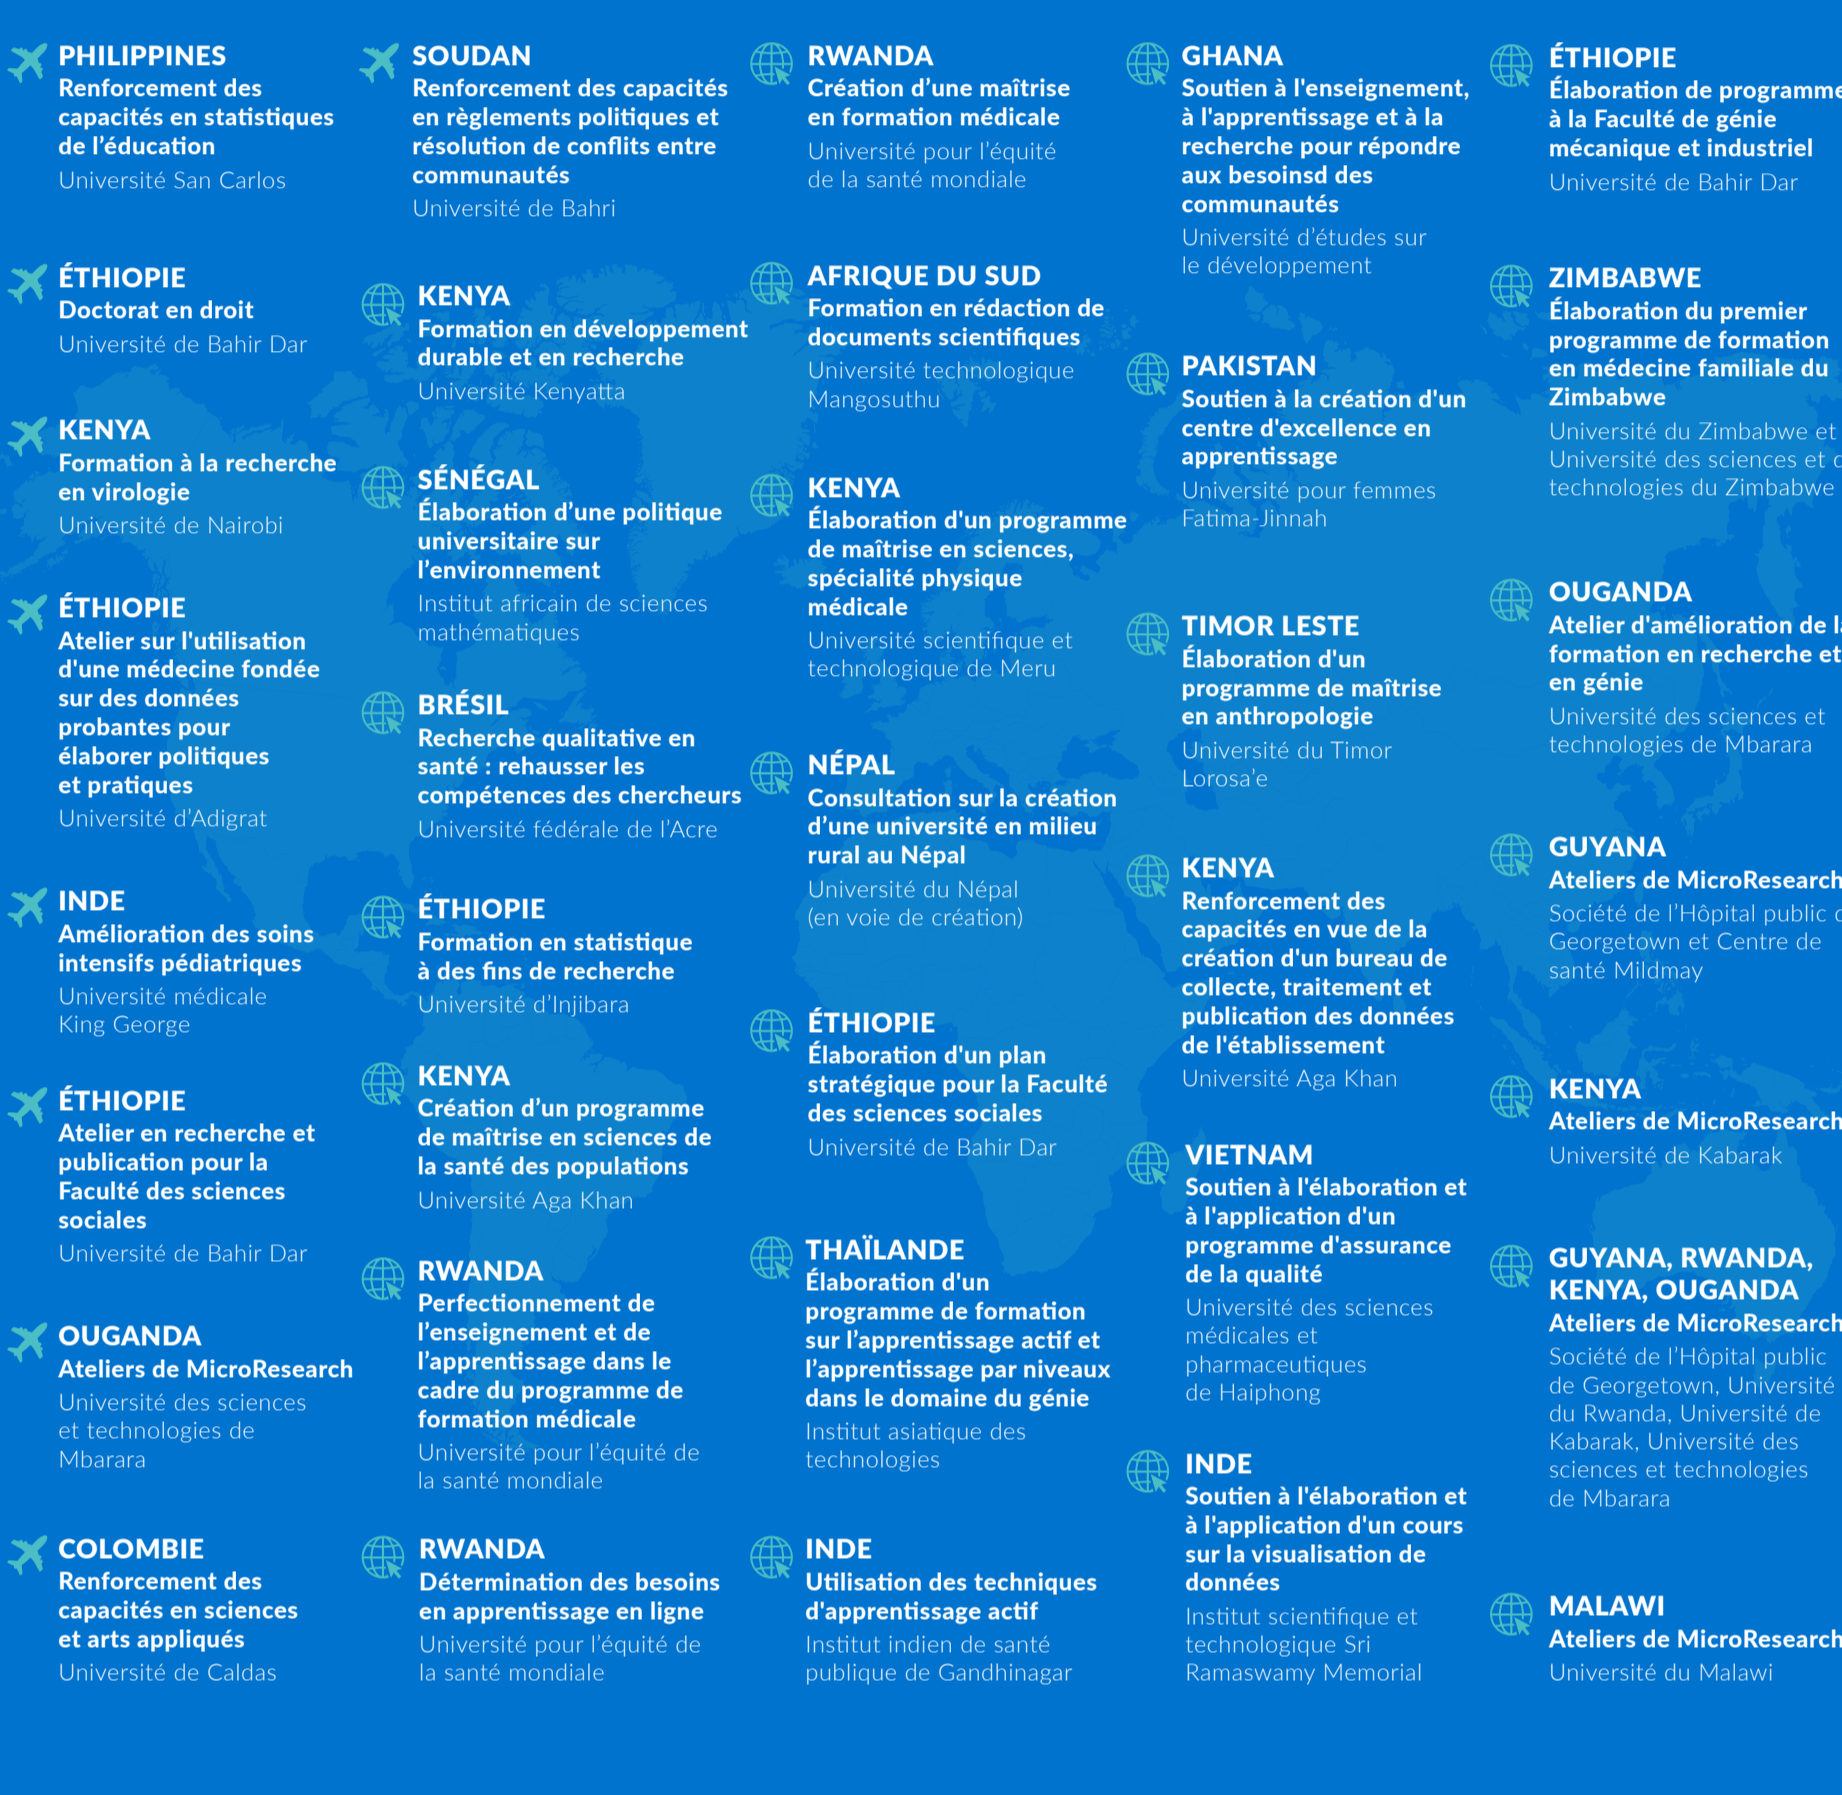 PHILIPPINES
Renforcement des
capacités en statistiques
de l’éducation
Université San Carlos
ÉTHIOPIE
Doctorat en droit
Université de Bahir Dar
KENYA
Formation à la recherche
en virologie
Université de Nairobi
ÉTHIOPIE
Atelier sur l'utilisation
d'une médecine fondée
sur des données
probantes pour
élaborer politiques
et pratiques
Université d’Adigrat
INDE
Amélioration des soins
intensifs pédiatriques
Université médicale
King George
ÉTHIOPIE
Atelier en recherche et
publication pour la
Faculté des sciences
sociales
Université de Bahir Dar
OUGANDA
Ateliers de MicroResearch
Université des sciences
et technologies de
Mbarara
COLOMBIE
Renforcement des
capacités en sciences
et arts appliqués
Université de Caldas
SOUDAN
Renforcement des capacités
en règlements politiques et
résolution de conflits entre
communautés
Université de Bahri
KENYA
Formation en développement
durable et en recherche
Université Kenyatta
SÉNÉGAL
Élaboration d’une politique
universitaire sur
l’environnement
Institut africain de sciences
mathématiques
BRÉSIL
Recherche qualitative en
santé : rehausser les
compétences des chercheurs
Université fédérale de l’Acre
ÉTHIOPIE
Formation en statistique
à des fins de recherche
Université d’Injibara
KENYA
Création d’un programme
de maîtrise en sciences de
la santé des populations
Université Aga Khan
RWANDA
Perfectionnement de
l’enseignement et de
l’apprentissage dans le
cadre du programme de
formation médicale
Université pour l’équité de
la santé mondiale
RWANDA
Détermination des besoins
en apprentissage en ligne
Université pour l’équité de
la santé mondiale
RWANDA
Création d’une maîtrise
en formation médicale
Université pour l’équité
de la santé mondiale
AFRIQUE DU SUD
Formation en rédaction de
documents scientifiques
Université technologique
Mangosuthu
KENYA
Élaboration d'un programme
de maîtrise en sciences,
spécialité physique
médicale
Université scientifique et
technologique de Meru
NÉPAL
Consultation sur la création
d’une université en milieu
rural au Népal
Université du Népal
(en voie de création)
ÉTHIOPIE
Élaboration d'un plan
stratégique pour la Faculté
des sciences sociales
Université de Bahir Dar
THAÏLANDE
Élaboration d'un
programme de formation
sur l’apprentissage actif et
l’apprentissage par niveaux
dans le domaine du génie
Institut asiatique des
technologies
INDE
Utilisation des techniques
d'apprentissage actif
Institut indien de santé
publique de Gandhinagar
GHANA
Soutien à l'enseignement,
à l'apprentissage et à la
recherche pour répondre
aux besoinsd des
communautés
Université d’études sur
le développement
PAKISTAN
Soutien à la création d'un
centre d'excellence en
apprentissage
Université pour femmes
Fatima-Jinnah
TIMOR LESTE
Élaboration d'un
programme de maîtrise
en anthropologie
Université du Timor
Lorosa’e
KENYA
Renforcement des
capacités en vue de la
création d'un bureau de
collecte, traitement et
publication des données
de l'établissement
Université Aga Khan
VIETNAM
Soutien à l'élaboration et
à l'application d'un
programme d'assurance
de la qualité
Université des sciences
médicales et
pharmaceutiques
de Haiphong
INDE
Soutien à l'élaboration et
à l'application d'un cours
sur la visualisation de
données
Institut scientifique et
technologique Sri
Ramaswamy Memorial
ÉTHIOPIE
Élaboration de programme
à la Faculté de génie
mécanique et industriel
Université de Bahir Dar
ZIMBABWE
Élaboration du premier
programme de formation
en médecine familiale du
Zimbabwe
Université du Zimbabwe et
Université des sciences et
technologies du Zimbabwe
OUGANDA
Atelier d'amélioration de la
formation en recherche et
en génie
Université des sciences et
technologies de Mbarara
GUYANA
Ateliers de MicroResearch
Société de l’Hôpital public
Georgetown et Centre de
santé Mildmay
KENYA
Ateliers de MicroResearch
Université de Kabarak
GUYANA, RWANDA,
KENYA, OUGANDA
Ateliers de MicroResearch
Société de l’Hôpital public
de Georgetown, Université
du Rwanda, Université de
Kabarak, Université des
sciences et technologies
de Mbarara
MALAWI
Ateliers de MicroResearch
Université du Malawi